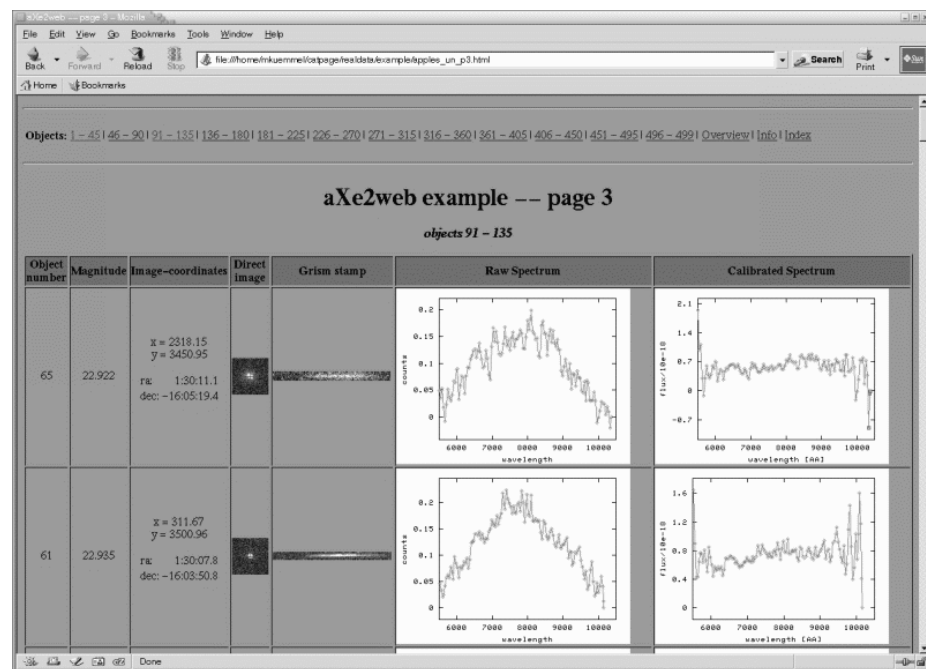 aXe2web -- page 3 - Mozilla
File Edit View Go Bookmarks Tools Window Help
Back Forward Reload Stop file:///home/mkuemmel/catpage/realdata/example/apples_un_p3.html Search Print
Home Bookmarks
Objects: 1 - 45 | 46 - 90 | 91 - 135 | 136 - 180 | 181 - 225 | 226 - 270 | 271 - 315 | 316 - 360 | 361 - 405 | 406 - 450 | 451 - 495 | 496 - 499 | Overview | Info | Index
aXe2web example -- page 3
objects 91 - 135
Object number Magnitude Image-coordinates Direct image Grism stamp Raw Spectrum Calibrated Spectrum
65
22.922
x = 2318.15
y = 3450.95
ra: 1:30:11.1
dec: -16:05:19.4
0.2
0.15
0.1
0.05
0
counts
6000 7000 8000 9000 10000
wavelength
2.1
1.4
0.7
0
-0.7
flux/10e-18
6000 7000 8000 9000 10000
wavelength [AA]
61
22.935
x = 311.67
y = 3500.96
ra: 1:30:07.8
dec: -16:03:50.8
0.2
0.15
0.1
0.05
0
counts
6000 7000 8000 9000 10000
wavelength
1.6
1.2
0.8
0.4
0
flux/10e-18
6000 7000 8000 9000 10000
wavelength [AA]
Done